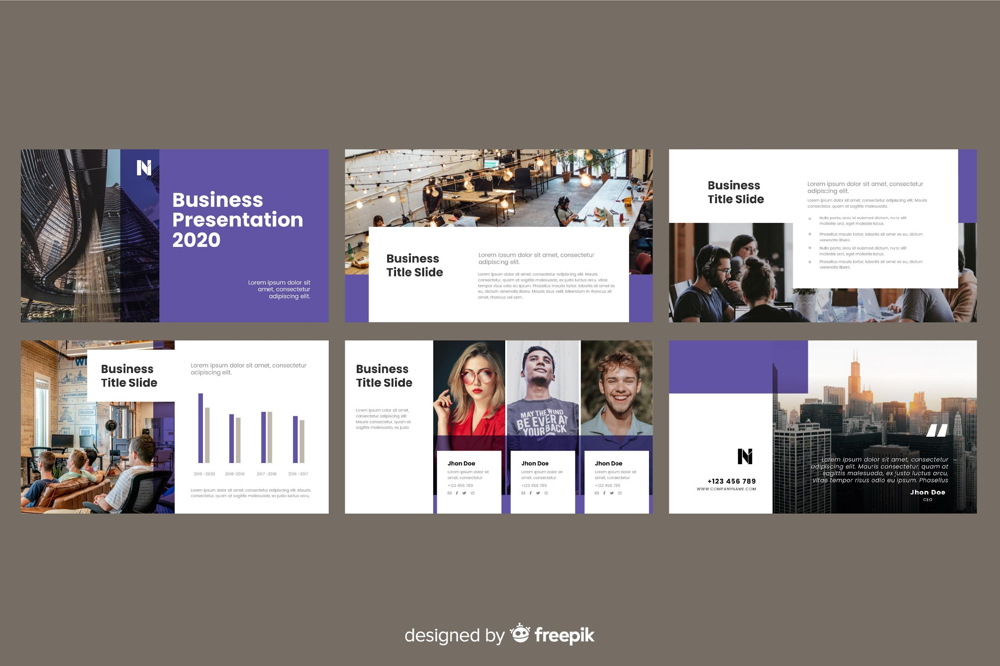 N
Business
Presentation
2020
Lorem ipsum dolor sit
amet, consectetur
adipiscing elit.
Business
Title Slide
Lorem ipsum dolor sit amet, consectetur
adipiscing elit.
Lorem ipsum dolor sit amet, consectetur adipiscing elit. Mauris
consectetur, quam at sagittis malesuada, ex justo luctus arcu, vitae
tempor risus odio eu ipsum. Phasellus mauris tortor, lobortis sit amet ex
eu, dictum venenatis libero. Mauris risus velit, bibendum in rhoncus sit
amet, rhoncus vel sem.
Business
Title Slide
Lorem ipsum dolor sit amet, consectetur
adipiscing elit.
Lorem ipsum dolor sit amet, consectetur adipiscing elit. Mauris
consectetur, quam at sagittis malesuada,
Nulla porta, arcu id euismod dictum, nunc elit
molestie orci, eget molestie lacus.
Phasellus mauris tortor, lobortis sit amet ex eu, dictum
venenatis libero.
Nulla porta, arcu id euismod dictum, nunc elit
molestie orci, eget molestie lacus.
Phasellus mauris tortor, lobortis sit amet ex eu, dictum
venenatis libero.
WI
#CUSTOMER OBSESSED
Business
Title Slide
Lorem ipsum dolor sit amet, consectetur
adipiscing elit.
2019 -2020 2018-2019 2017 -2018 2016 -2017
Lorem ipsum dolor sit amet, consectetur adipiscing elit. Mauris
consectetur, quam at sagittis malesuada, ex justo luctus arcu,
Business
Title Slide
Lorem ipsum color sit amet,
consectetur adipiscing elit
Mauris consectetur, quam at
sagittis malesuada, ex justo
MAY THE WIND
BE EVER AT
YOUR BACK
Jhon Doe
Lorem ipsum dolor sit
amet, consectetur
+123 456 789
Jhon Doe
Lorem ipsum dolor sit
amet, consectetur
+123 456 789
Jhon Doe
Lorem ipsum dolor sit
amet, consectetur
+123 456 789
N
+123 456 789
WWW.COMPANYNAME.COM
"
Lorem ipsum dolor sit amet, consectetur
adipiscing elit. Mauris consectetur, quam at
sagittis malesuada, ex justo luctus arcu,
vitae tempor risus odio eu ipsum. Phasellus
Jhon Doe
CEO
designed by freepik